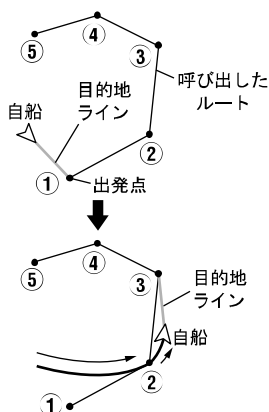 ④
⑤
③
呼び出した
ルート
目的地
ライン
自船
②
①
出発点
④
⑤
③
目的地
ライン
自船
②
①